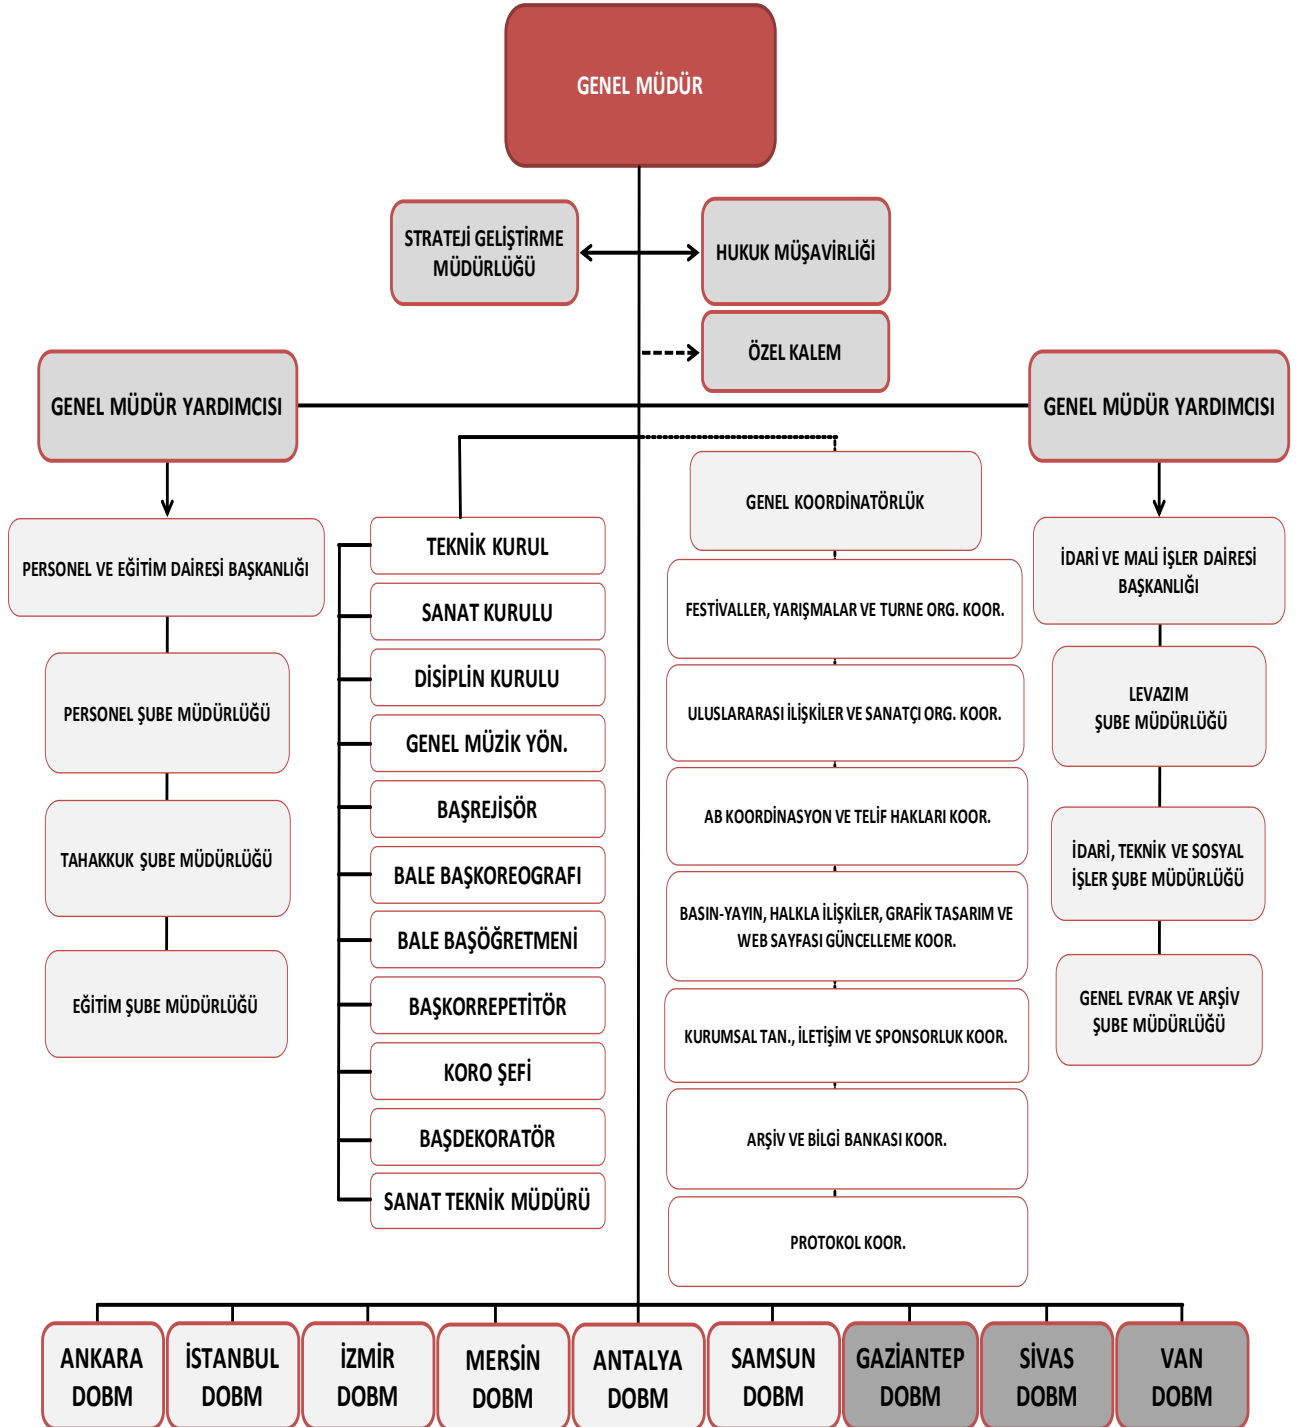 GENEL MÜDÜR
STRATEJİ GELİŞTİRME
MÜDÜRLÜĞÜ
HUKUK MÜŞAVİRLİĞİ
ÖZEL KALEM
GENEL MÜDÜR YARDIMCISI
GENEL MÜDÜR YARDIMCISI
PERSONEL VE EĞİTİM DAİRESİ BAŞKANLIĞI
PERSONEL ŞUBE MÜDÜRLÜĞÜ
TAHAKKUK ŞUBE MÜDÜRLÜĞÜ
EĞİTİM ŞUBE MÜDÜRLÜĞÜ
TEKNİK KURUL
SANAT KURULU
DİSİPLİN KURULU
GENEL MÜZİK YÖN.
BAŞREJİSÖR
BALE BAŞKOREOGRAFI
BALE BAŞÖĞRETMENİ
BAŞKORREPETİTÖR
KORO ŞEFİ
BAŞDEKORATÖR
SANAT TEKNİK MÜDÜRÜ
GENEL KOORDİNATÖRLÜK
FESTİVALLER, YARIŞMALAR VE TURNE ORG. KOOR.
ULUSLARARASI İLİŞKİLER VE SANATÇI ORG. KOOR.
AB KOORDİNASYON VE TELİF HAKLARI KOOR.
BASIN-YAYIN, HALKLA İLİŞKİLER, GRAFİK TASARIM VE
WEB SAYFASI GÜNCELLEME KOOR.
KURUMSAL TAN., İLETİŞİM VE SPONSORLUK KOOR.
ARŞİV VE BİLGİ BANKASI KOOR.
PROTOKOL KOOR.
İDARİ VE MALİ İŞLER DAİRESİ
BAŞKANLIĞI
LEVAZIM
ŞUBE MÜDÜRLÜĞÜ
İDARİ, TEKNİK VE SOSYAL
İŞLER ŞUBE MÜDÜRLÜĞÜ
GENEL EVRAK VE ARŞİV
ŞUBE MÜDÜRLÜĞÜ
ANKARA
DOBM
İSTANBUL
DOBM
İZMİR
DOBM
MERSİN
DOBM
ANTALYA
DOBM
SAMSUN
DOBM
GAZİANTEP
DOBM
SİVAS
DOBM
VAN
DOBM